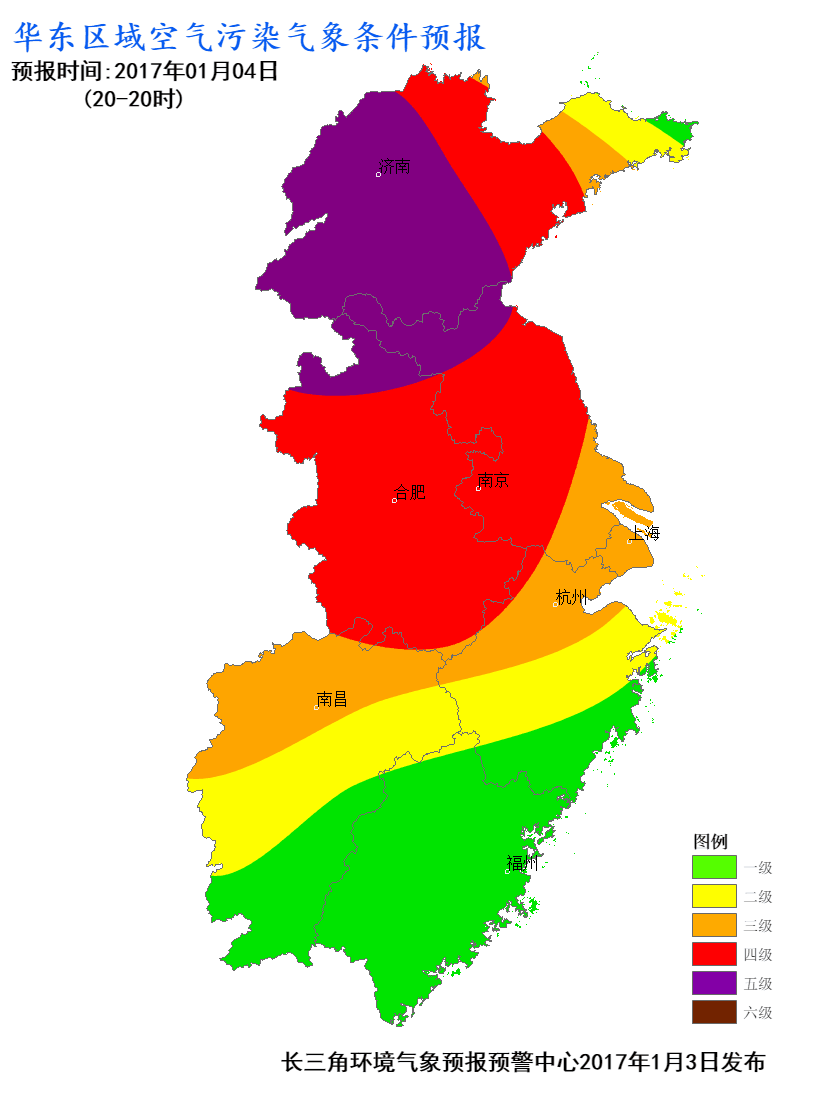 华东区域空气污染气象条件预报
预报时间:2017年01月04日
(20-20时)
济南
合肥
南京
上海
杭州
南昌
福州
图例
一级
二级
三级
四级
五级
六级
长三角环境气象预报预警中心2017年1月3日发布